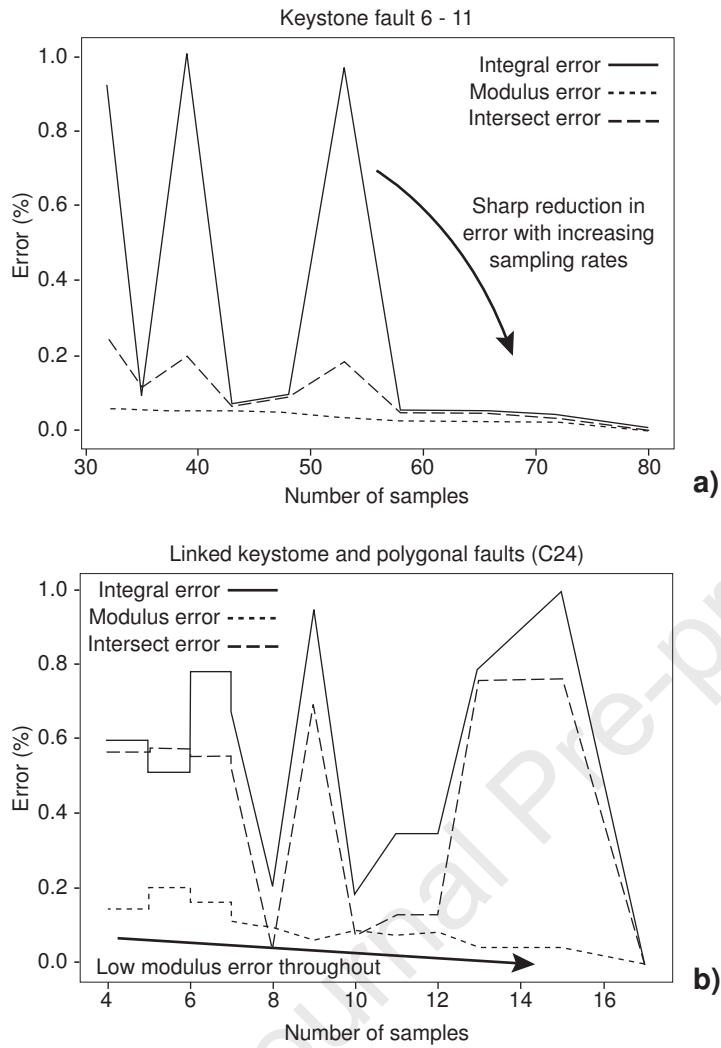 Keystone fault 6 - 11
1.0
0.8
0.6
0.4
0.2
0.0
Error (%)
Integral error
Modulus error
Intersect error
Sharp reduction in
error with increasing
sampling rates
30
40
50
60
70
80
Number of samples
a)
Linked keystome and polygonal faults (C24)
1.0
0.8
0.6
0.4
0.2
0.0
Error (%)
Integral error
Modulus error
Intersect error
Low modulus error throughout
4
6
8
10
12
14
16
Number of samples
b)
urnal Pre-pr